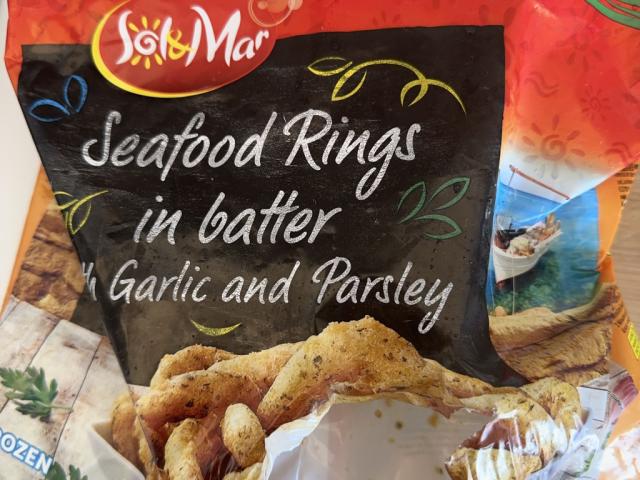 Sol&Mar
Seafood Rings
in batter
Garlic and Parsley